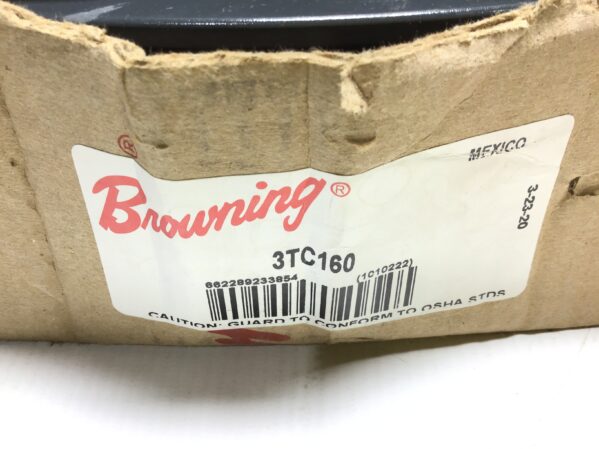 ®
MEXICO
Browning®
3-23-20
3TC160
662289233854
(1010222)
CAUTION: GUARD TO CONFORM TO OSHA STDS